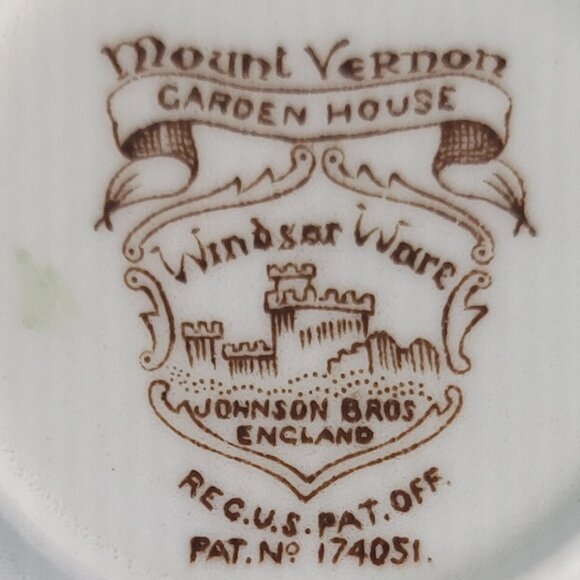 Mount Vernon
GARDEN HOUSE
Windsor Ware
JOHNSON BROS
ENGLAND
REG.U.S.PAT.OFF.
PAT.Nº 174051.